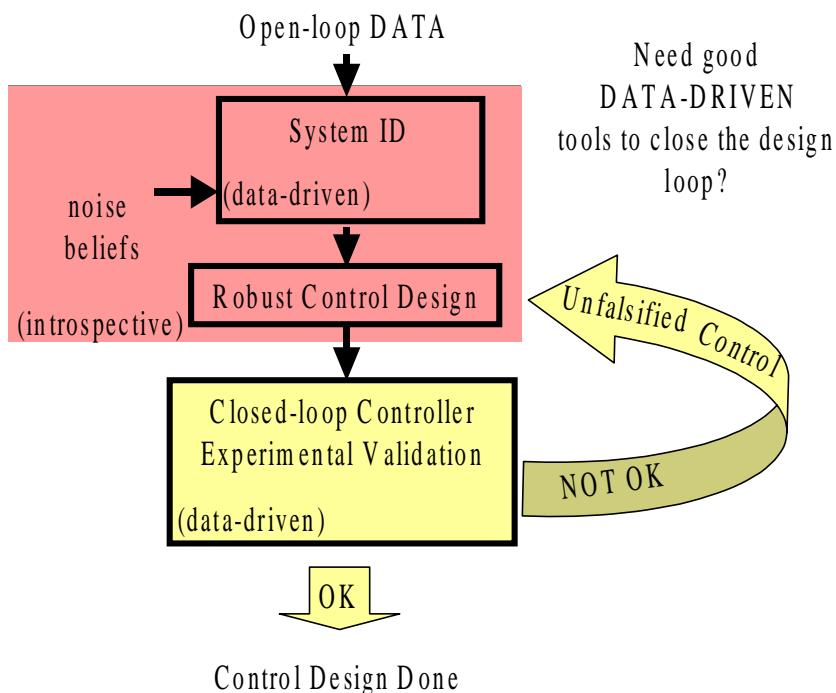 Open-loop DATA
Need good
DATA-DRIVEN
tools to close the design
loop?
System ID
(data-driven)
noise
beliefs
Robust Control Design
(introspective)
Unfalsified Control
Closed-loop Controller
Experimental Validation
(data-driven)
NOT OK
OK
Control Design Done